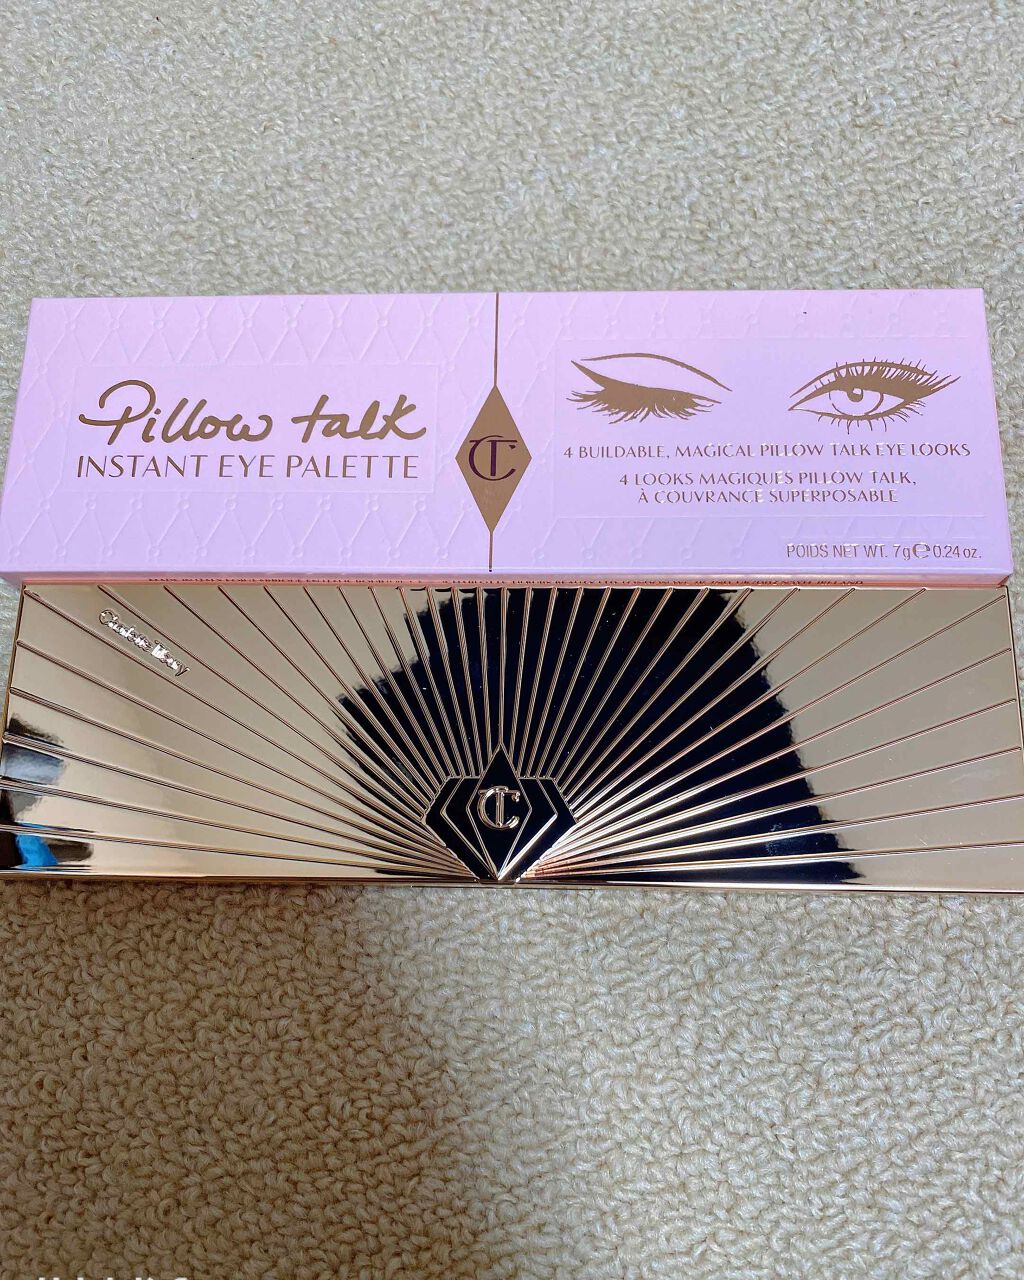 Pillow talk
INSTANT EYE PALETTE
CT
4 BUILDABLE, MAGICAL PILLOW TALK EYE LOOKS
4 LOOKS MAGIQUES PILLOW TALK,
À COUVRANCE SUPERPOSABLE
POIDS NET WT. 7g ℮ 0.24 oz.
Charlotte Tilbury
CT